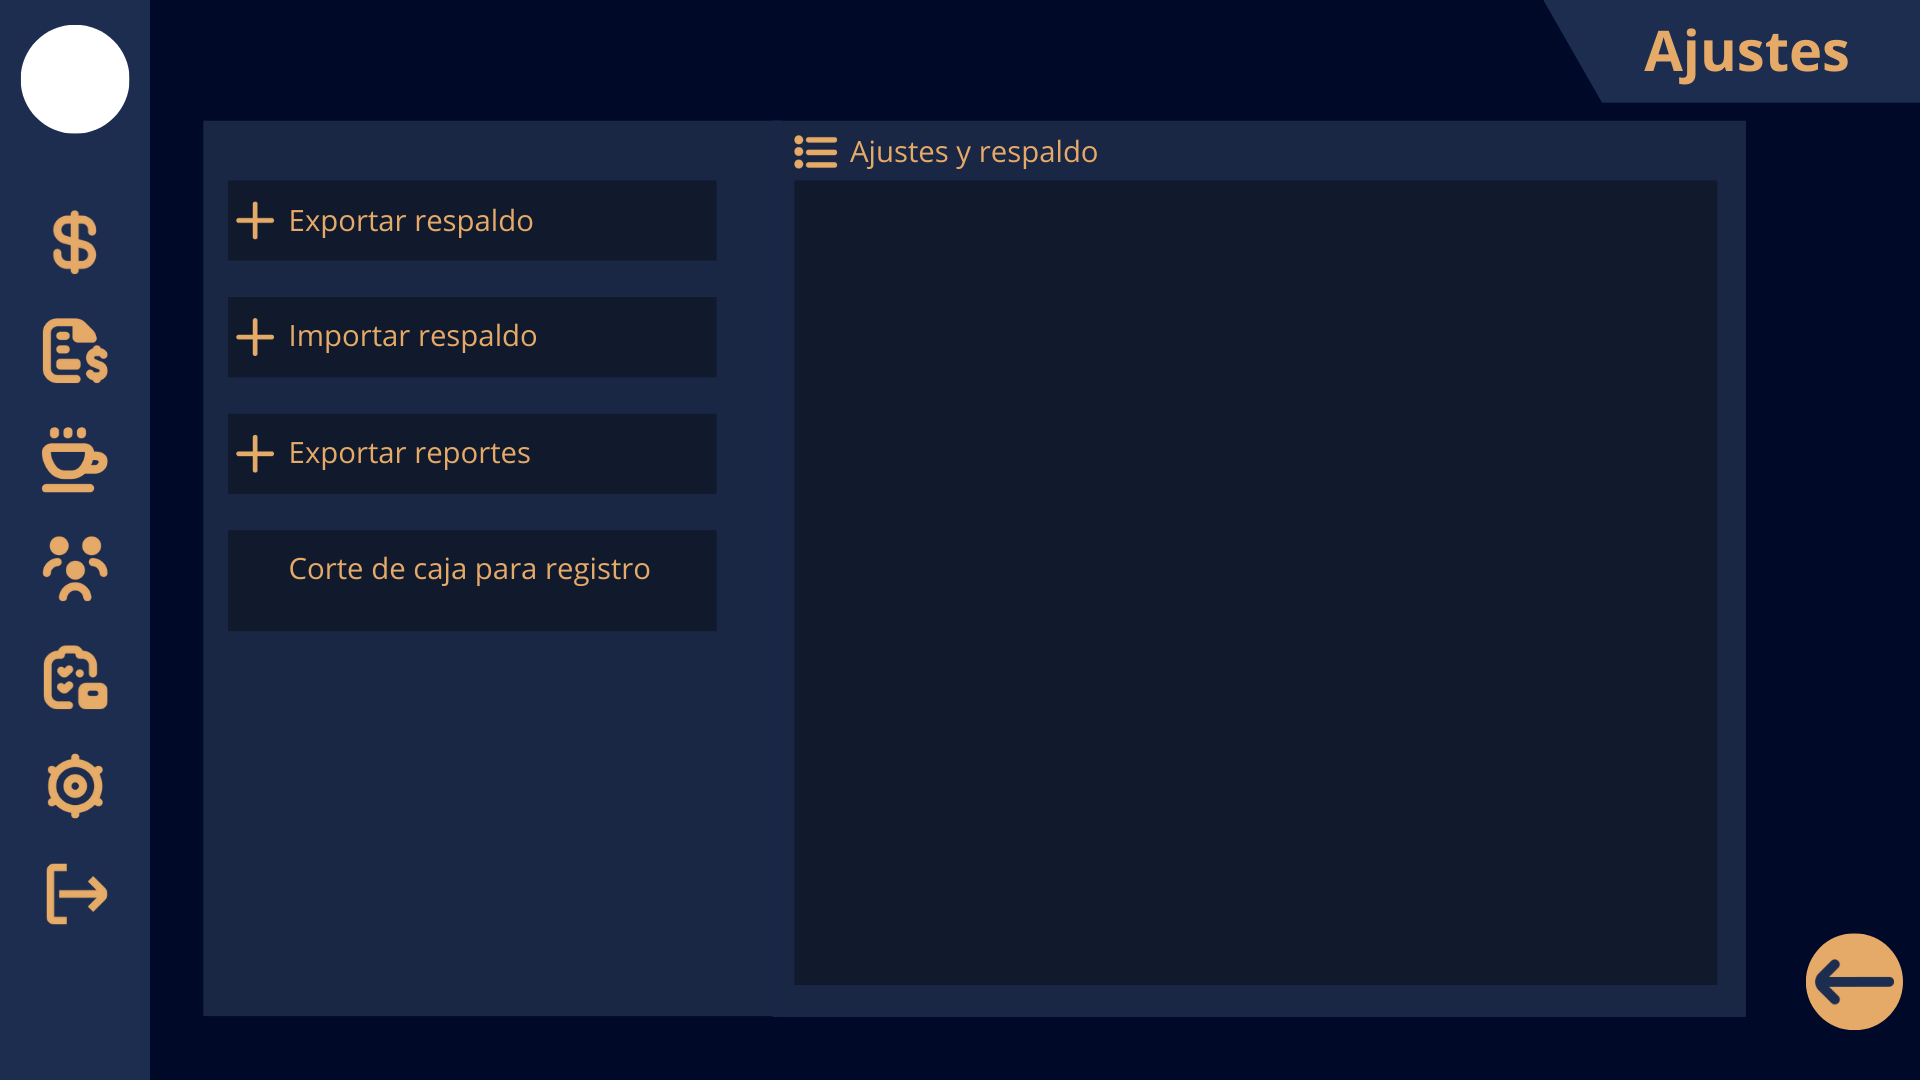 Ajustes
Ajustes y respaldo
Exportar respaldo
Importar respaldo
Exportar reportes
Corte de caja para registro